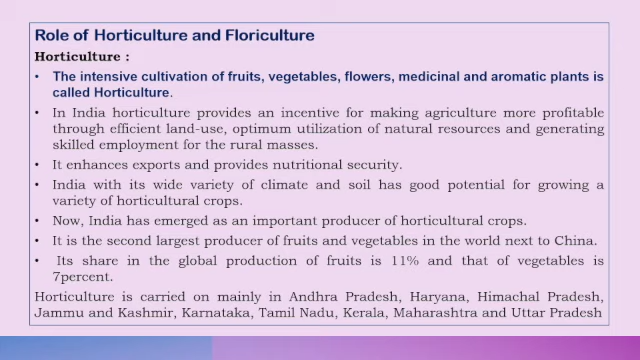 Role of Horticulture and Floriculture
Horticulture :
• The intensive cultivation of fruits, vegetables, flowers, medicinal and aromatic plants is
called Horticulture.
• In India horticulture provides an incentive for making agriculture more profitable
through efficient land-use, optimum utilization of natural resources and generating
skilled employment for the rural masses.
• It enhances exports and provides nutritional security.
• India with its wide variety of climate and soil has good potential for growing a
variety of horticultural crops.
• Now, India has emerged as an important producer of horticultural crops.
• It is the second largest producer of fruits and vegetables in the world next to China.
• Its share in the global production of fruits is 11% and that of vegetables is
7percent.
Horticulture is carried on mainly in Andhra Pradesh, Haryana, Himachal Pradesh,
Jammu and Kashmir, Karnataka, Tamil Nadu, Kerala, Maharashtra and Uttar Pradesh